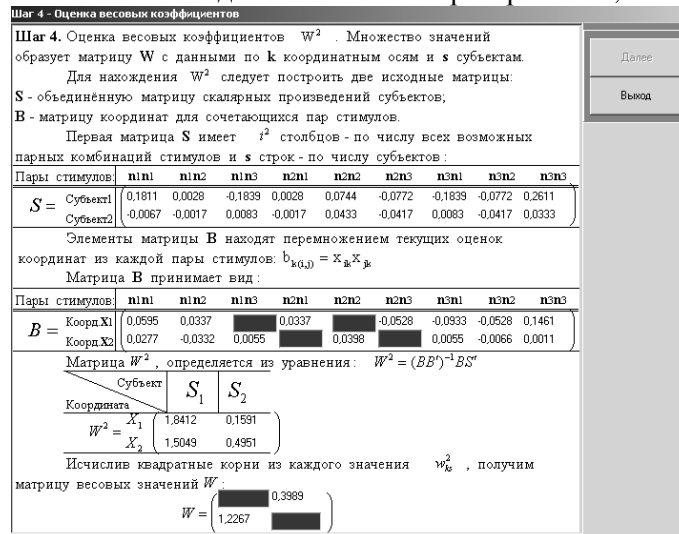 Шаг 4 - Оценка весовых коэффициентов
Шаг 4. Оценка весовых коэффициентов W² . Множество значений
образует матрицу W с данными по k координатным осям и s субъектам.
Для нахождения W² следует построить две исходные матрицы:
S - объединённую матрицу скалярных произведений субъектов;
B - матрицу координат для сочетающихся пар стимулов.
Первая матрица S имеет i² столбцов - по числу всех возможных
парных комбинаций стимулов и s строк - по числу субъектов :
Пары стимулов: n1n1 n1n2 n1n3 n2n1 n2n2 n2n3 n3n1 n3n2 n3n3
S = Субъект1 0,1811 0,0028 -0,1839 0,0028 0,0744 -0,0772 -0,1839 -0,0772 0,2611
Субъект2 -0,0067 -0,0017 0,0083 -0,0017 0,0433 -0,0417 0,0083 -0,0417 0,0333
Элементы матрицы B находят перемножением текущих оценок
координат из каждой пары стимулов: b k(i,j) = x ik x jk
Матрица B принимает вид :
Пары стимулов: n1n1 n1n2 n1n3 n2n1 n2n2 n2n3 n3n1 n3n2 n3n3
B = Коорд.X1 0,0595 0,0337 0,0337 -0,0528 -0,0933 -0,0528 0,1461
Коорд.X2 0,0277 -0,0332 0,0055 0,0398 0,0055 -0,0066 0,0011
Матрица W² , определяется из уравнения : W² = (BB')⁻¹BS'
Субъект S₁ S₂
Координата
W² = X₁ 1,8412 0,1591
X₂ 1,5049 0,4951
Исчислив квадратные корни из каждого значения w²ks , получим
матрицу весовых значений W :
0,3989
W = 1,2267
Далее
Выход